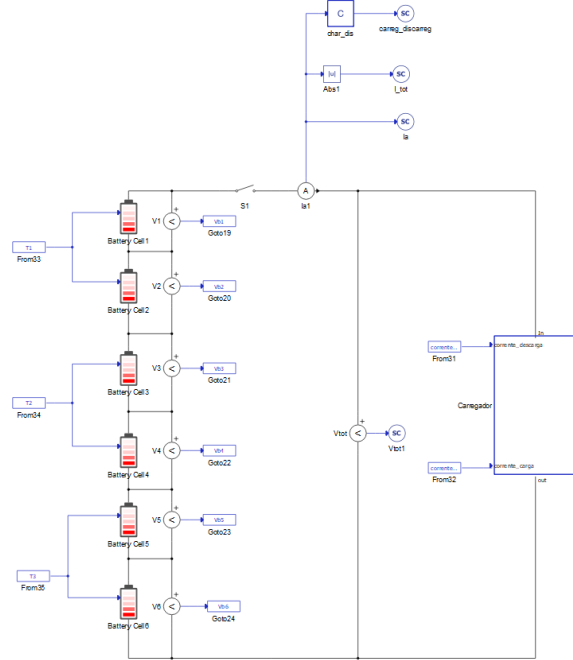 C
SC
char_dis
carreg_discarreg
|u|
SC
Abs1
I_tot
SC
Ia
A
S1
Ia1
V1
Vb1
T1
Battery Cell1
Goto19
From33
V2
Vb2
Battery Cell2
Goto20
In
V3
Vb3
corrente_descarga
corrente...
Battery Cell3
Goto21
From31
T2
Carregador
From34
Vtot
SC
V4
Vb4
Vtot1
Battery Cell4
Goto22
corrente_carga
corrente...
From32
out
V5
Vb5
Battery Cell5
Goto23
T3
From35
V6
Vb6
Battery Cell6
Goto24